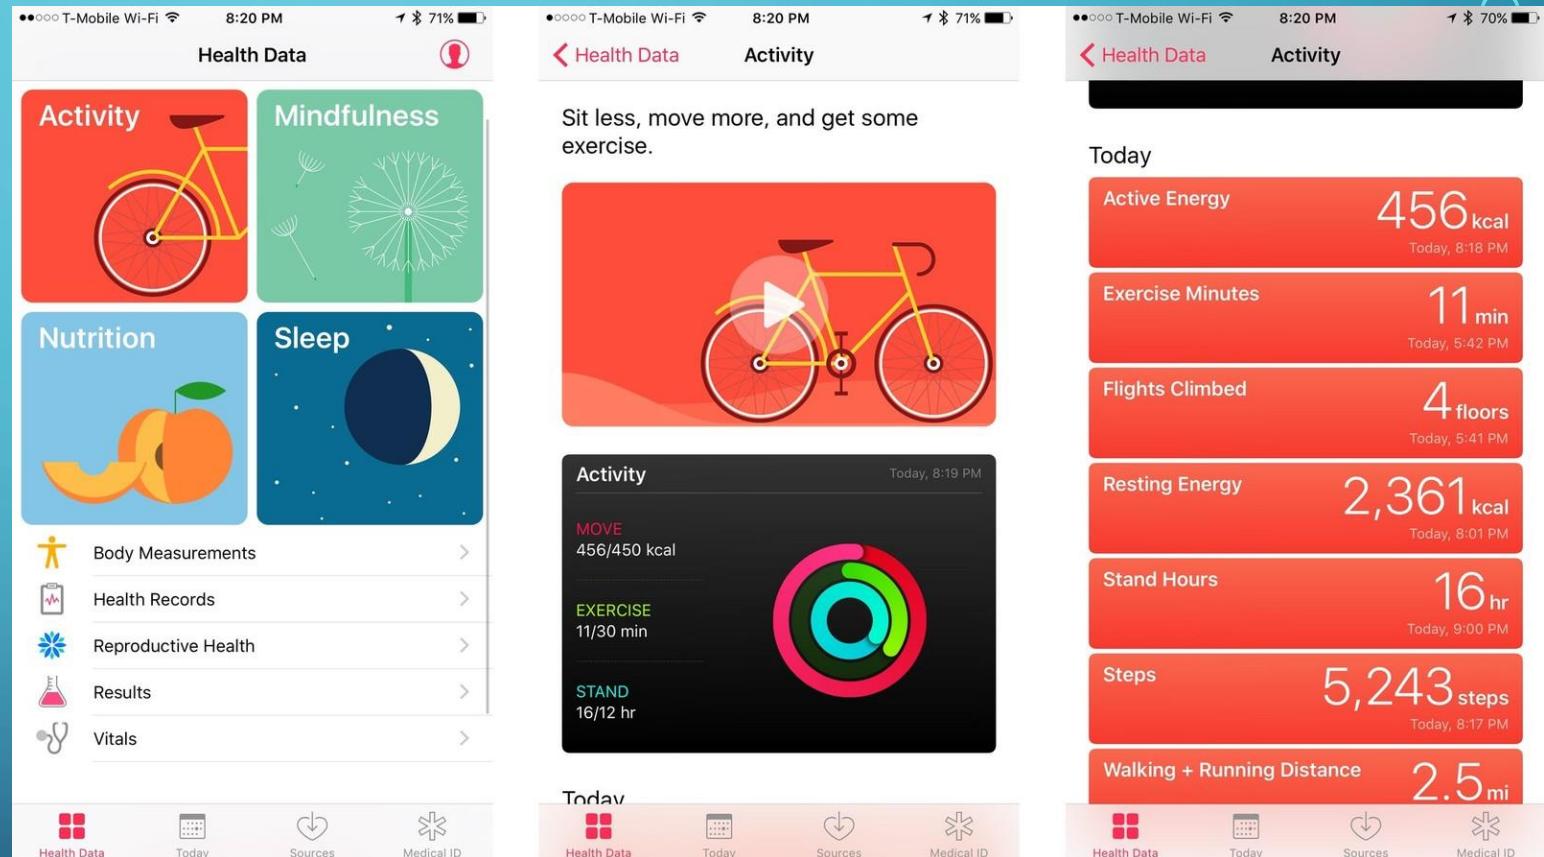 T-Mobile Wi-Fi 8:20 PM 71%
Health Data
Activity
Mindfulness
Nutrition
Sleep
Body Measurements
Health Records
Reproductive Health
Results
Vitals
Health Data Today Sources Medical ID
T-Mobile Wi-Fi 8:20 PM 71%
Health Data Activity
Sit less, move more, and get some
exercise.
Activity Today, 8:19 PM
MOVE
456/450 kcal
EXERCISE
11/30 min
STAND
16/12 hr
Today
Health Data Today Sources Medical ID
T-Mobile Wi-Fi 8:20 PM 70%
Health Data Activity
Today
Active Energy 456 kcal
Today, 8:18 PM
Exercise Minutes 11 min
Today, 5:42 PM
Flights Climbed 4 floors
Today, 5:41 PM
Resting Energy 2,361 kcal
Today, 8:01 PM
Stand Hours 16 hr
Today, 9:00 PM
Steps 5,243 steps
Today, 8:17 PM
Walking + Running Distance 2.5 mi
Health Data Today Sources Medical ID